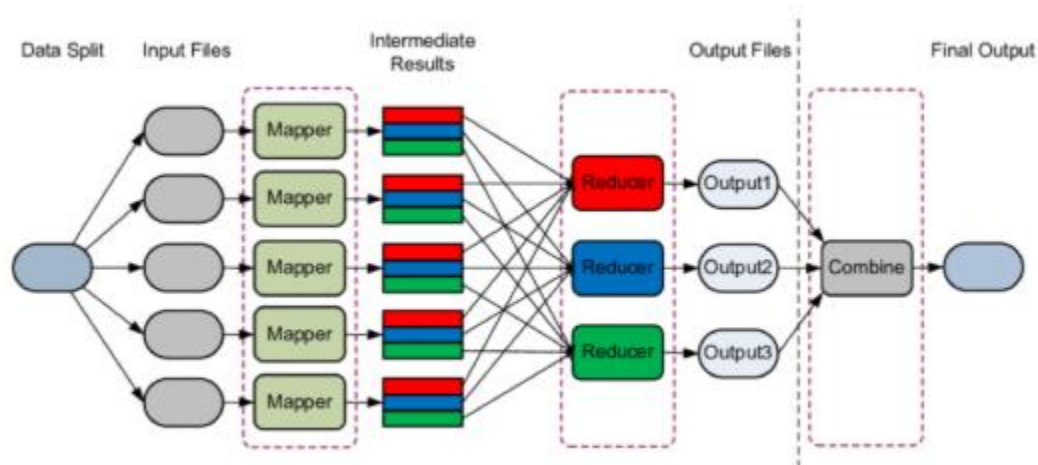 Data Split
Input Files
Intermediate
Results
Output Files
Final Output
Mapper
Mapper
Mapper
Mapper
Mapper
Reducer
Reducer
Reducer
Output1
Output2
Output3
Combine